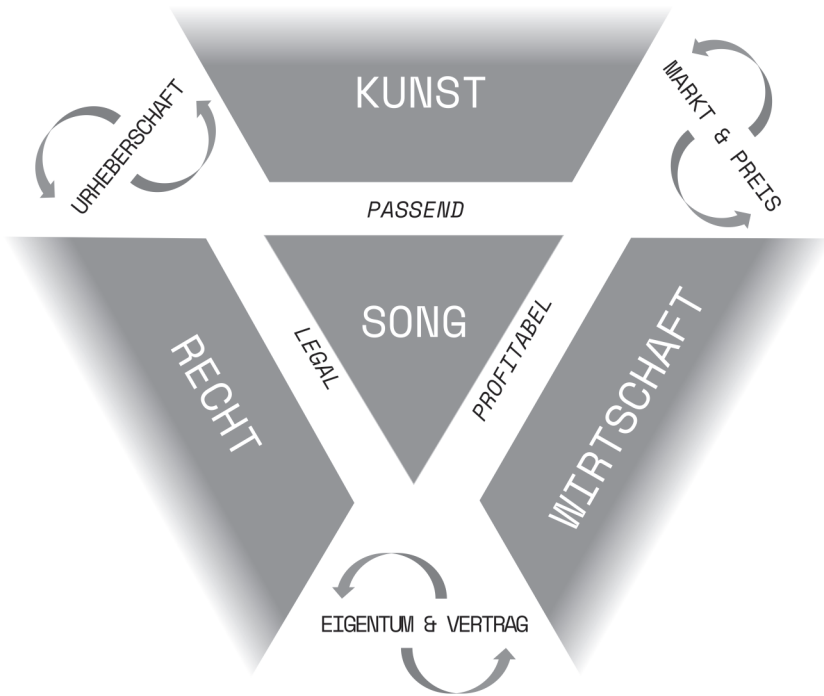 KUNST
URHEBERSCHAFT
MARKT & PREIS
PASSEND
SONG
LEGAL
PROFITABEL
RECHT
WIRTSCHAFT
EIGENTUM & VERTRAG